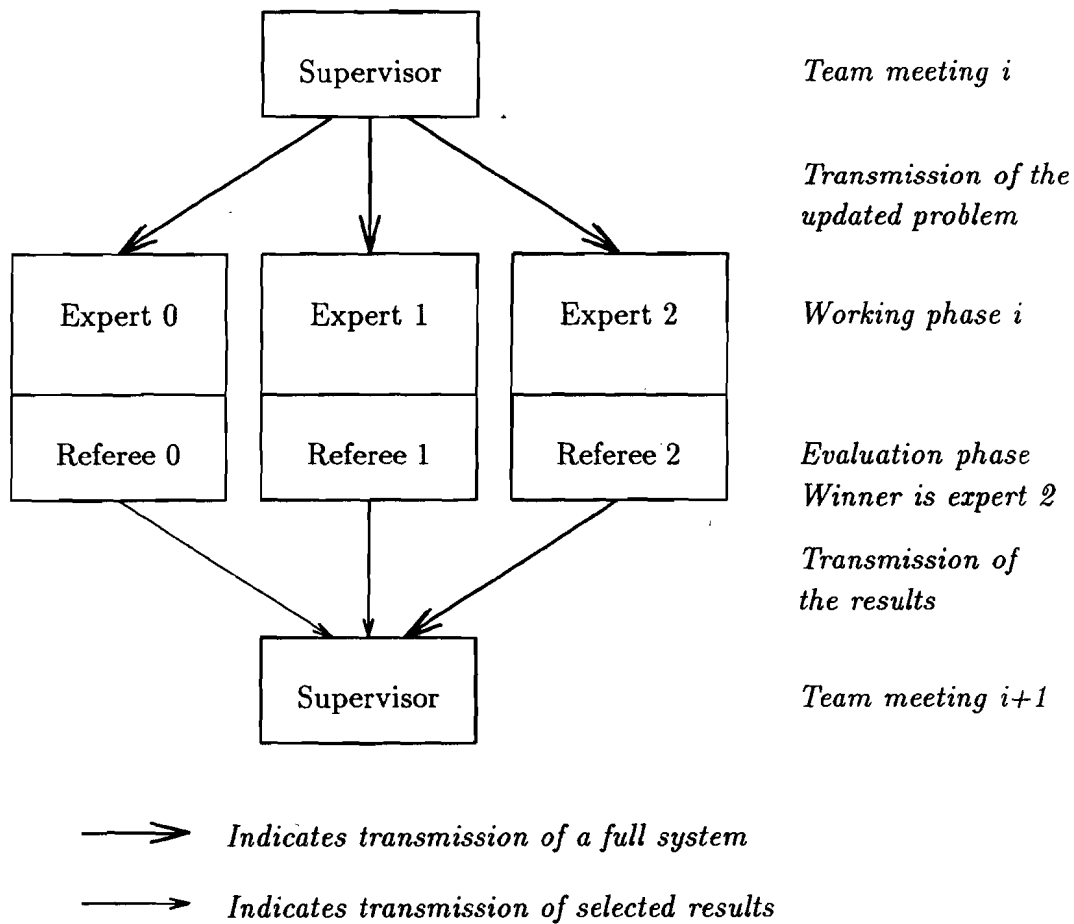 Supervisor
Team meeting i
Transmission of the
updated problem
Expert 0
Expert 1
Expert 2
Working phase i
Referee 0
Referee 1
Referee 2
Evaluation phase
Winner is expert 2
Transmission of
the results
Supervisor
Team meeting i+1
Indicates transmission of a full system
Indicates transmission of selected results